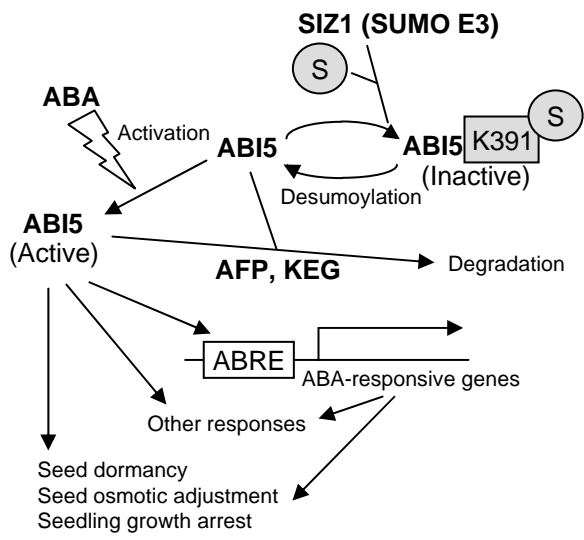 SIZ1 (SUMO E3)
S
ABA
Activation
ABI5
ABI5
K391
S
(Inactive)
Desumoylation
ABI5
(Active)
AFP, KEG
Degradation
ABRE
ABA-responsive genes
Other responses
Seed dormancy
Seed osmotic adjustment
Seedling growth arrest